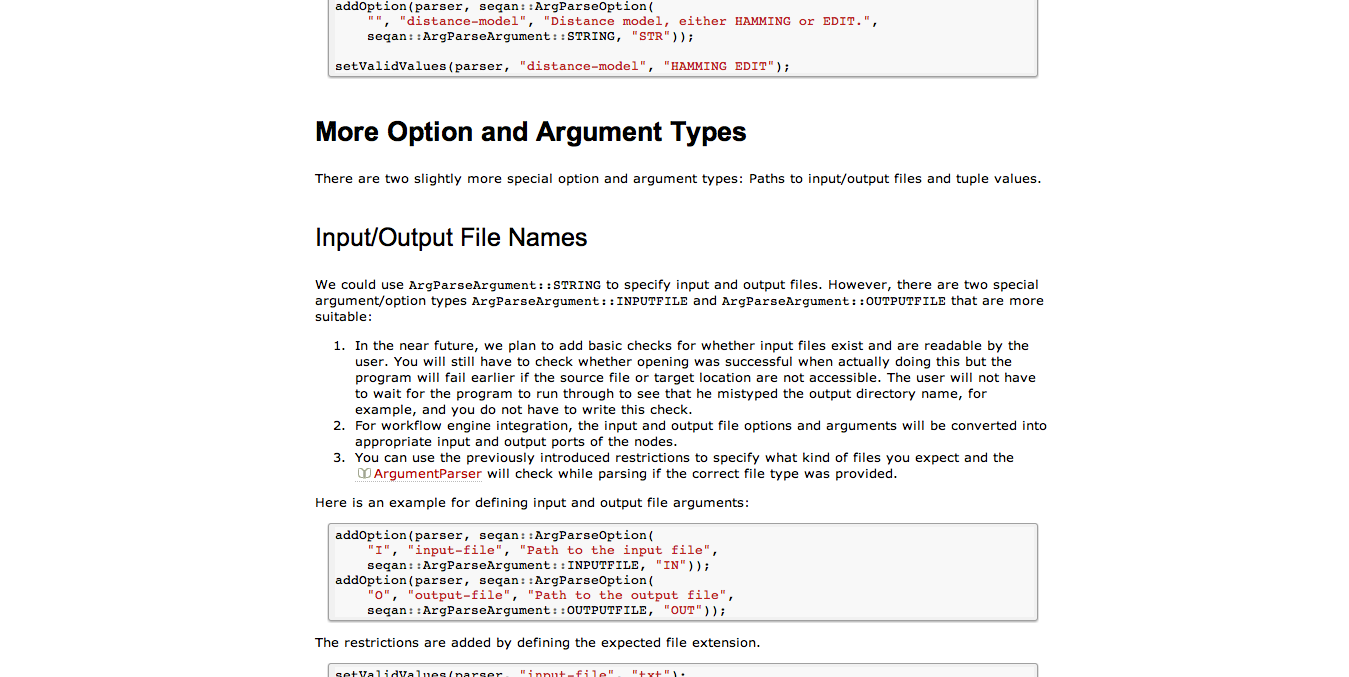 addOption(parser, seqan::ArgParseOption(
"", "distance-model", "Distance model, either HAMMING or EDIT.",
seqan::ArgParseArgument::STRING, "STR"));
setValidValues(parser, "distance-model", "HAMMING EDIT");
More Option and Argument Types
There are two slightly more special option and argument types: Paths to input/output files and tuple values.
Input/Output File Names
We could use ArgParseArgument::STRING to specify input and output files. However, there are two special
argument/option types ArgParseArgument::INPUTFILE and ArgParseArgument::OUTPUTFILE that are more
suitable:
1. In the near future, we plan to add basic checks for whether input files exist and are readable by the
user. You will still have to check whether opening was successful when actually doing this but the
program will fail earlier if the source file or target location are not accessible. The user will not have
to wait for the program to run through to see that he mistyped the output directory name, for
example, and you do not have to write this check.
2. For workflow engine integration, the input and output file options and arguments will be converted into
appropriate input and output ports of the nodes.
3. You can use the previously introduced restrictions to specify what kind of files you expect and the
ArgumentParser will check while parsing if the correct file type was provided.
Here is an example for defining input and output file arguments:
addOption(parser, seqan::ArgParseOption(
"I", "input-file", "Path to the input file",
seqan::ArgParseArgument::INPUTFILE, "IN"));
addOption(parser, seqan::ArgParseOption(
"O", "output-file", "Path to the output file",
seqan::ArgParseArgument::OUTPUTFILE, "OUT"));
The restrictions are added by defining the expected file extension.
setValidValues(parser, "input-file", "txt");